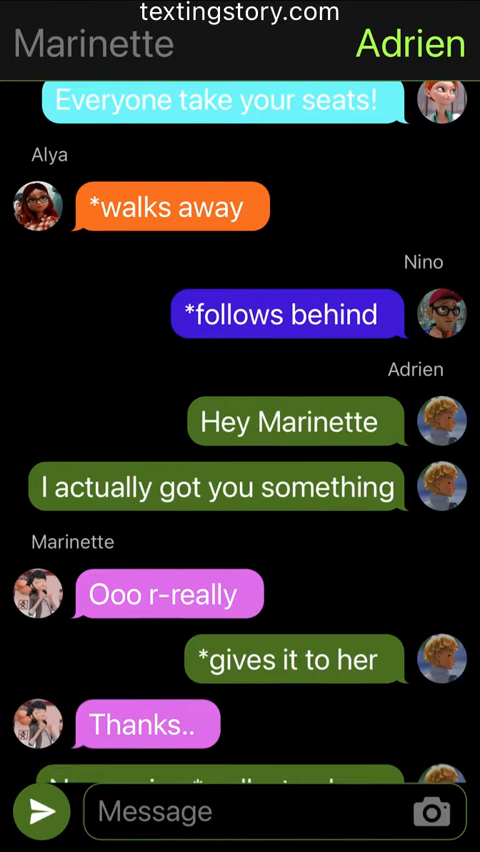 textingstory.com
Marinette
Adrien
Everyone take your seats!
Alya
*walks away
Nino
*follows behind
Adrien
Hey Marinette
I actually got you something
Marinette
Ooo r-really
*gives it to her
Thanks..
Message